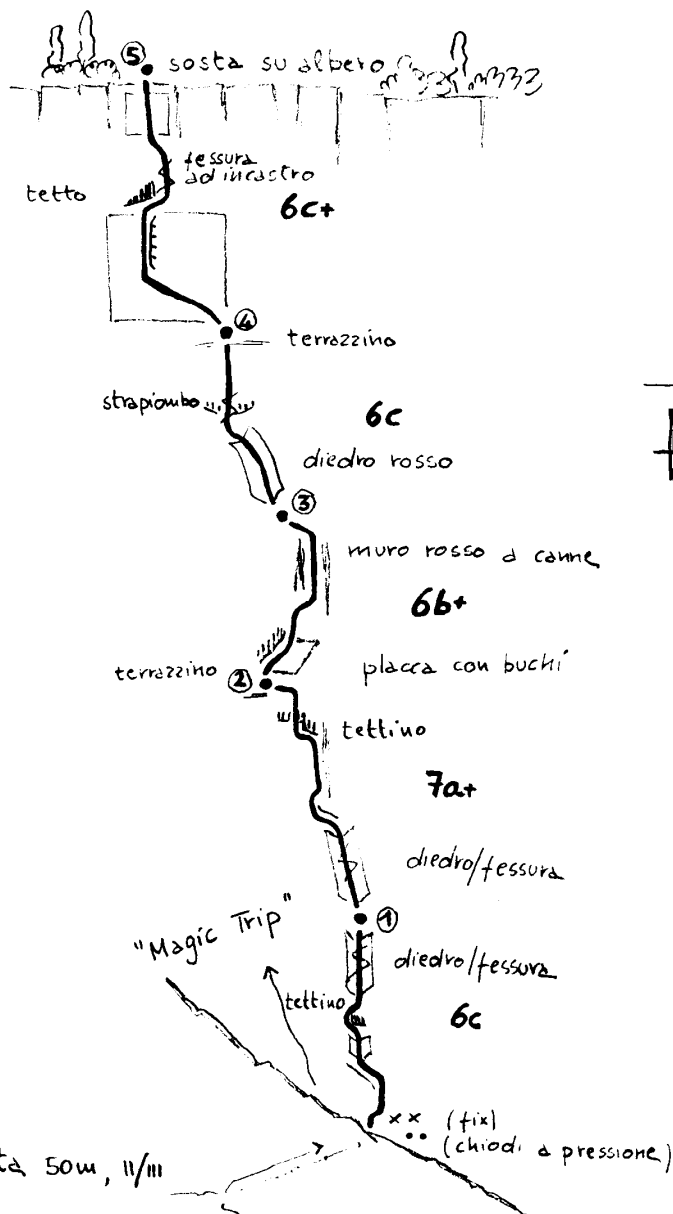 5 sosta su albero
fessura
ad incastro
tetto
6c+
4
terrazzino
strapiombo
6c
diedro rosso
3
muro rosso a canne
6b+
terrazzino
2
placca con buchi
tettino
7a+
diedro/fessura
1
"Magic Trip"
diedro/fessura
tettino
6c
x x (fix)
(chiodi a pressione)
50m, II/III